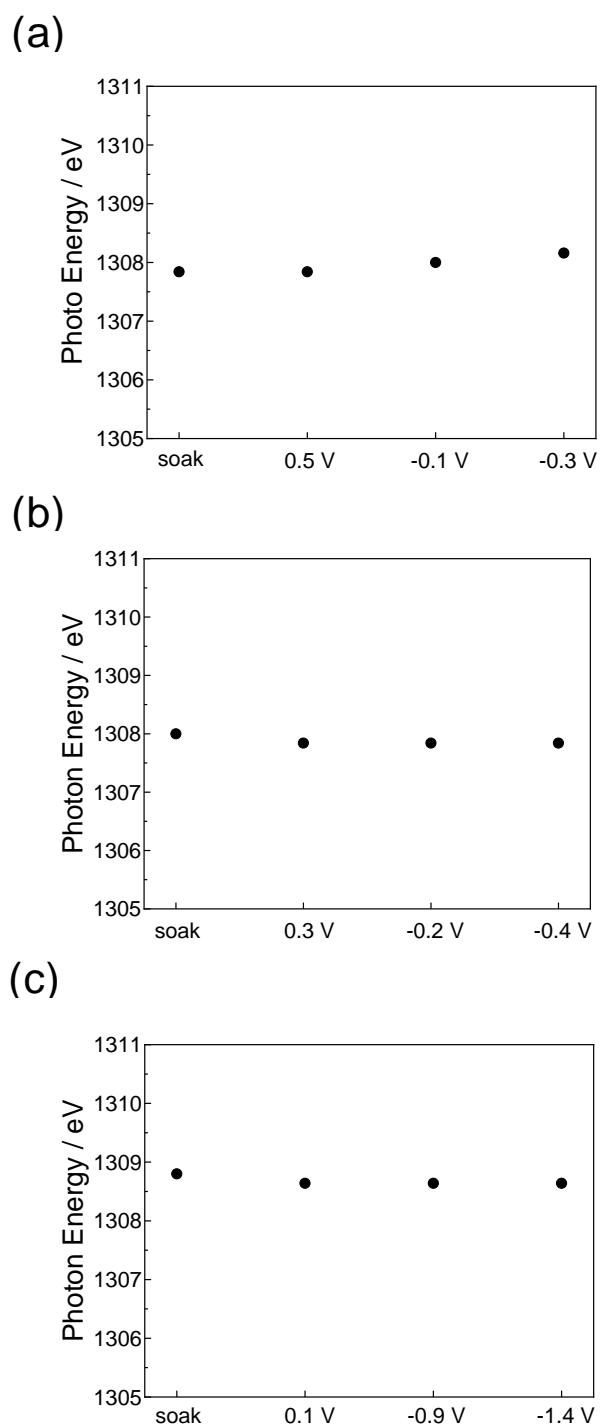 (a)
Photo Energy / eV
1311
1310
1309
1308
1307
1306
1305
soak 0.5 V -0.1 V -0.3 V
(b)
Photon Energy / eV
1311
1310
1309
1308
1307
1306
1305
soak 0.3 V -0.2 V -0.4 V
(c)
Photon Energy / eV
1311
1310
1309
1308
1307
1306
1305
soak 0.1 V -0.9 V -1.4 V